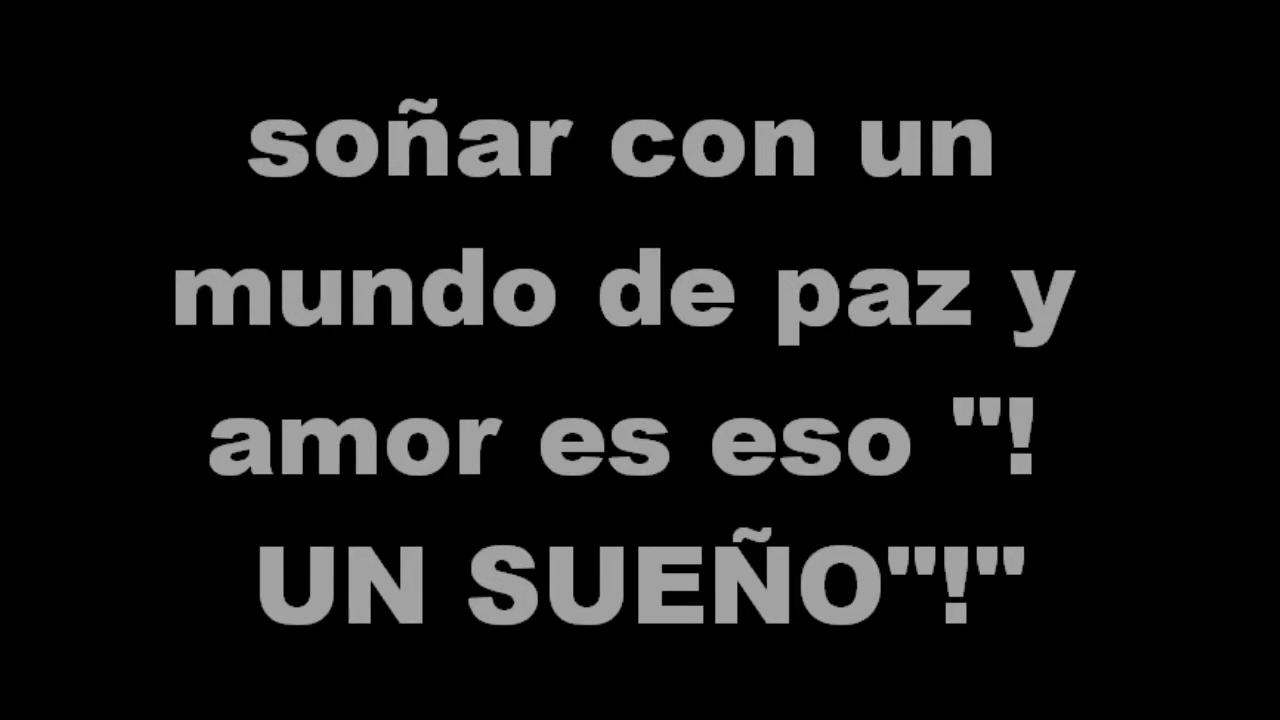 soñar con un
mundo de paz y
amor es eso "!
UN SUEÑO"!"